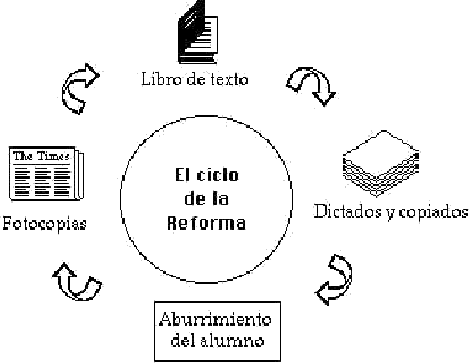 Libro de texto
The Times
Fotocopias
El ciclo
de la
Reforma
Dictados y copiados
Aburrimiento
del alumno